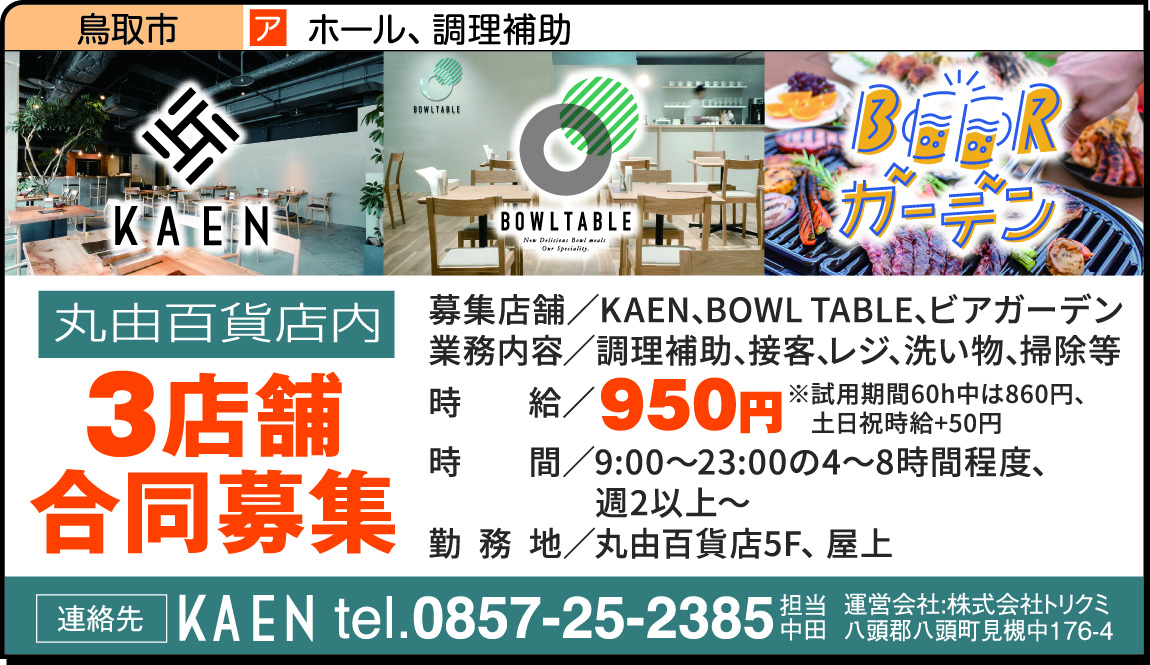 鳥取市 ア ホール、調理補助
KAEN
BOWLTABLE
BOWLTABLE
New Delicious Bowl meals
Our Speciality.
BEER
ガーデン
丸由百貨店内
3店舗
合同募集
募集店舗／KAEN、BOWL TABLE、ビアガーデン
業務内容／調理補助、接客、レジ、洗い物、掃除等
時給／950円 ※試用期間60h中は860円、
土日祝時給+50円
時間／9:00〜23:00の4〜8時間程度、
週2以上〜
勤務地／丸由百貨店5F、屋上
連絡先 KAEN tel.0857-25-2385 担当
中田
運営会社:株式会社トリクミ
八頭郡八頭町見槻中176-4